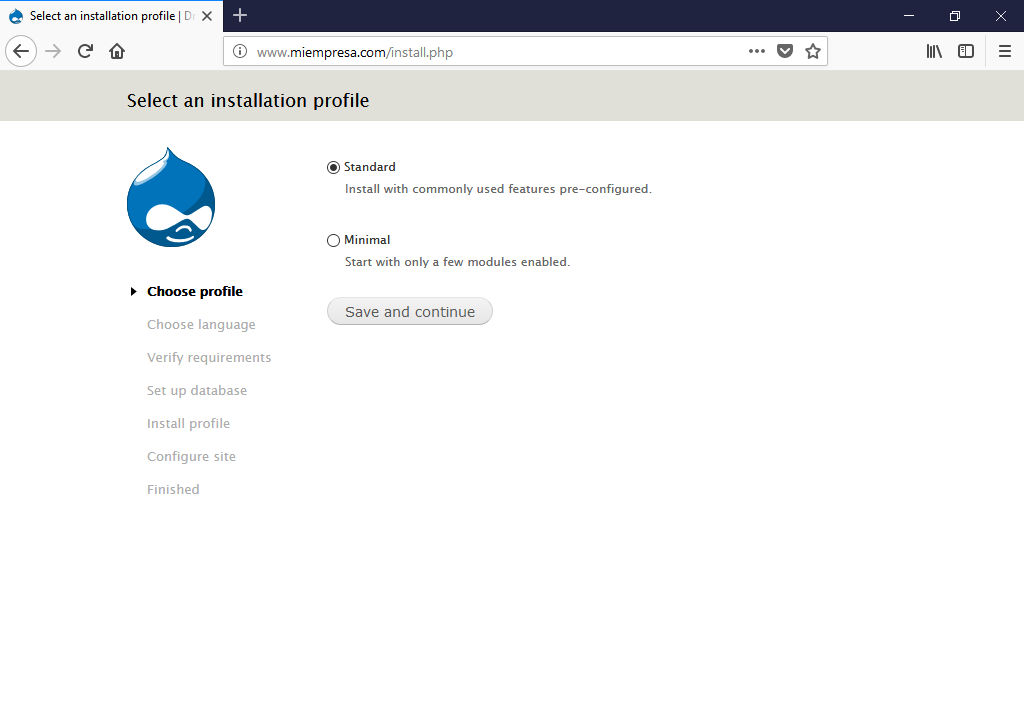 Select an installation profile | Dr
www.miempresa.com/install.php
Select an installation profile
Standard
Install with commonly used features pre-configured.
Minimal
Start with only a few modules enabled.
Save and continue
Choose profile
Choose language
Verify requirements
Set up database
Install profile
Configure site
Finished